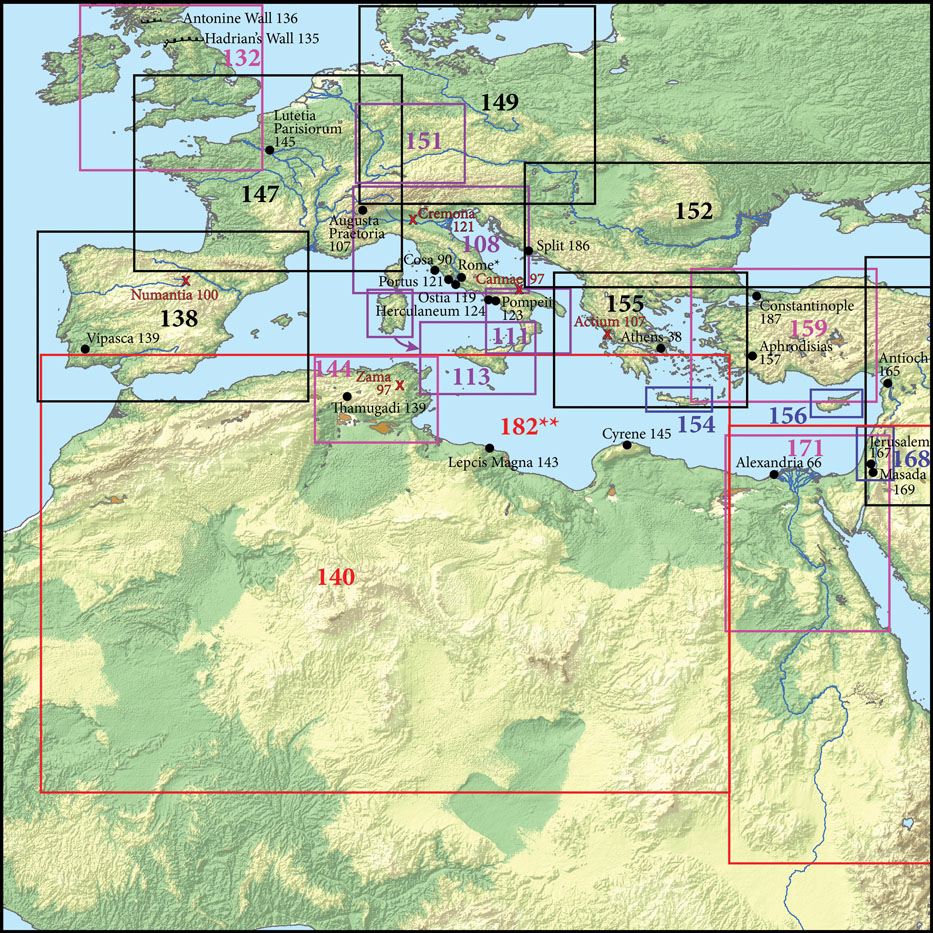 Antonine Wall 136
Hadrian's Wall 135
132
149
Lutetia
Parisiorum
145
151
147
152
Augusta
Praetoria
107
Cremona
121
108
Split 186
Cosa 90
Rome*
Portus 121
Cannae 97
Ostia 119
Herculaneum 124
Pompeii
123
Numantia 100
138
Vipasca 139
155
Actium 107
Athens 38
Constantinople
187
159
Aphrodisias
157
Antioch
165
111
113
144
Zama
97
Thamugadi 139
182**
154
156
Cyrene 145
Lepcis Magna 143
171
Alexandria 66
Jerusalem
167
168
Masada
169
140